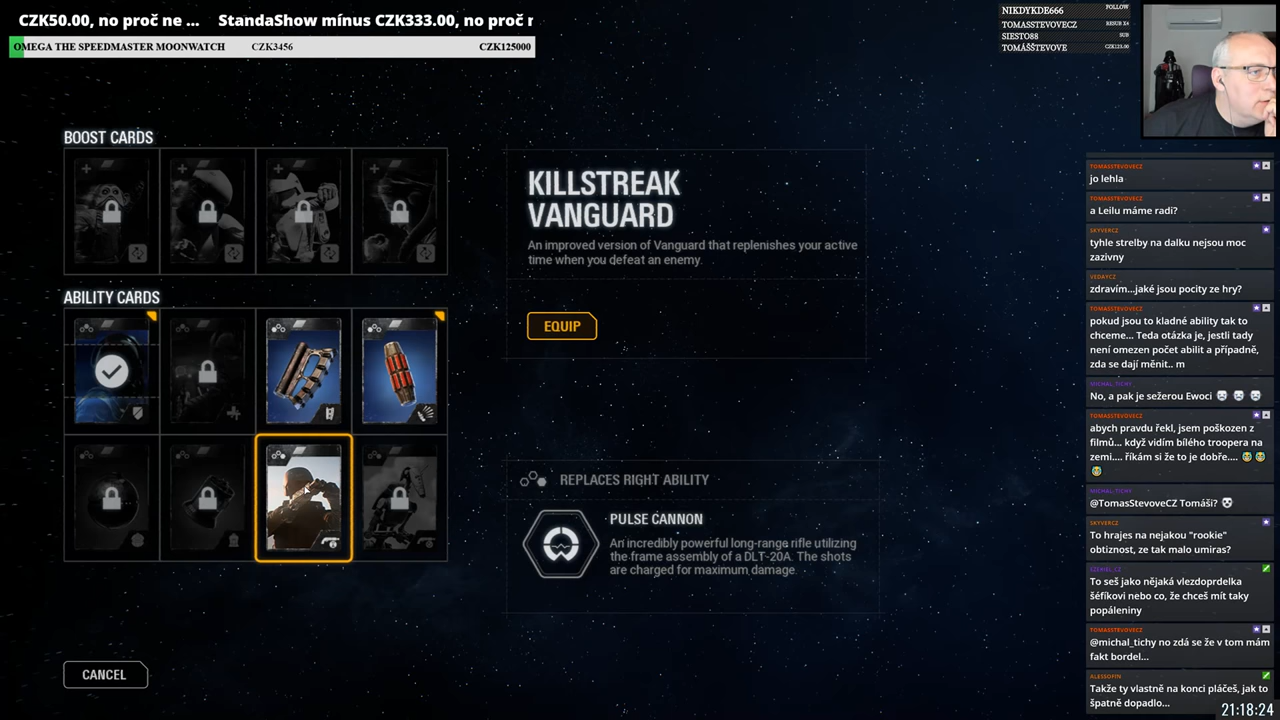 CZK50.00, no proč ne ... StandaShow mínus CZK333.00, no proč r
OMEGA THE SPEEDMASTER MOONWATCH CZK3456 CZK125000
NIKDYKDE666 FOLLOW
TOMASSTEVOVECZ RESUB X4
SIESTO88 SUB
TOMÁŠŠTEVOVE CZK123.00
BOOST CARDS
ABILITY CARDS
KILLSTREAK
VANGUARD
An improved version of Vanguard that replenishes your active
time when you defeat an enemy.
EQUIP
REPLACES RIGHT ABILITY
PULSE CANNON
An incredibly powerful long-range rifle utilizing
the frame assembly of a DLT-20A. The shots
are charged for maximum damage.
CANCEL
TOMASSTEVOVECZ
jo lehla
TOMASSTEVOVECZ
a Leilu máme radi?
SKYVERCZ
tyhle strelby na dalku nejsou moc
zazivny
VEDAYCZ
zdravím...jaké jsou pocity ze hry?
TOMASSTEVOVECZ
pokud jsou to kladné ability tak to
chceme... Teda otázka je, jestli tady
není omezen počet abilit a případně,
zda se dají měnit.. m
MICHAL_TICHY
No, a pak je sežerou Ewoci
TOMASSTEVOVECZ
abych pravdu řekl, jsem poškozen z
filmů... když vidím bílého troopera na
zemi.... říkám si že to je dobře....
MICHAL_TICHY
@TomasStevoveCZ Tomáši?
SKYVERCZ
To hrajes na nejakou "rookie"
obtiznost, ze tak malo umiras?
EZEKIEL_CZ
To seš jako nějaká vlezdoprdelka
šéfíkovi nebo co, že chceš mít taky
popáleniny
TOMASSTEVOVECZ
@michal_tichy no zdá se že v tom mám
fakt bordel...
ALESSOFIN
Takže ty vlastně na konci pláčeš, jak to
špatně dopadlo...
21:18:24